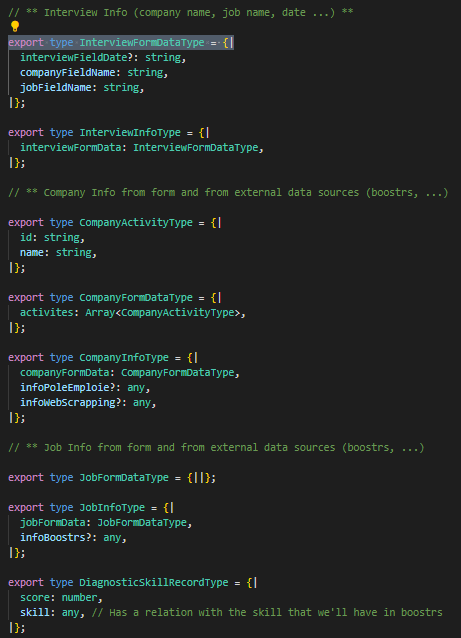 // ** Interview Info (company name, job name, date ...) **
export type InterviewFormDataType = {|
interviewFieldDate?: string,
companyFieldName: string,
jobFieldName: string,
|};
export type InterviewInfoType = {|
interviewFormData: InterviewFormDataType,
|};
// ** Company Info from form and from external data sources (boostrs, ...)
export type CompanyActivityType = {|
id: string,
name: string,
|};
export type CompanyFormDataType = {|
activites: Array<CompanyActivityType>,
|};
export type CompanyInfoType = {|
companyFormData: CompanyFormDataType,
infoPoleEmploie?: any,
infoWebScrapping?: any,
|};
// ** Job Info from form and from external data sources (boostrs, ...)
export type JobFormDataType = {||};
export type JobInfoType = {|
jobFormData: JobFormDataType,
infoBoostrs?: any,
|};
export type DiagnosticSkillRecordType = {|
score: number,
skill: any, // Has a relation with the skill that we'll have in boostrs
|};